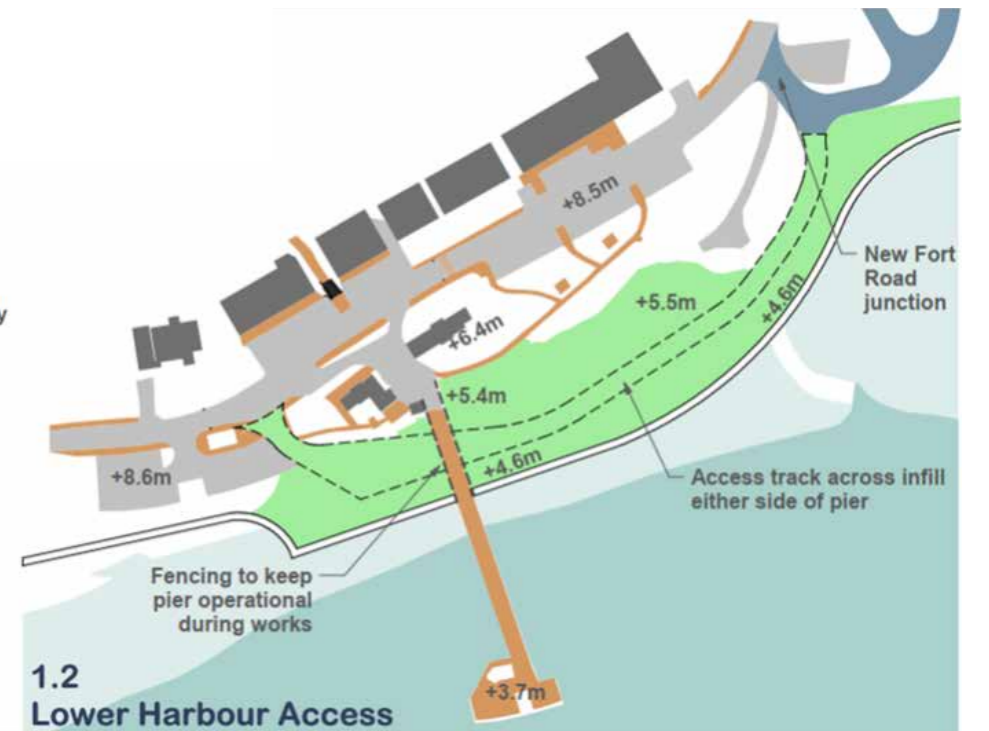 +8.5m
New Fort
Road
junction
+5.5m
+4.6m
y
+6.4m
+5.4m
+4.6m
+8.6m
Access track across infill
either side of pier
Fencing to keep
pier operational
during works
+3.7m
1.2
Lower Harbour Access